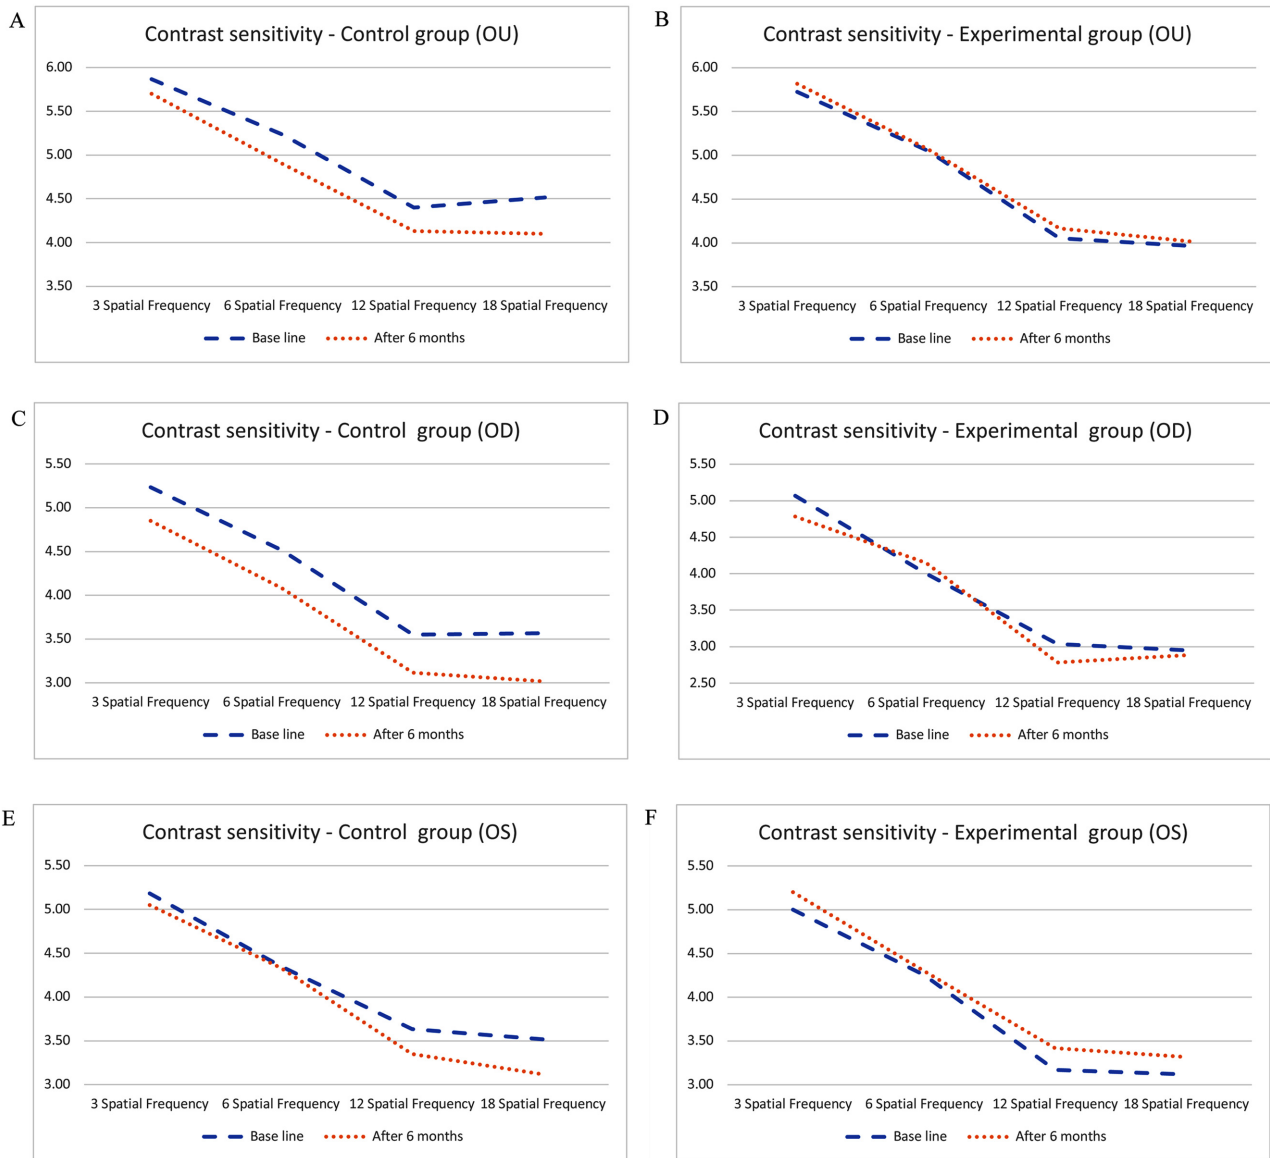 A
Contrast sensitivity - Control group (OU)
6.00
5.50
5.00
4.50
4.00
3.50
3 Spatial Frequency 6 Spatial Frequency 12 Spatial Frequency 18 Spatial Frequency
Base line After 6 months
B
Contrast sensitivity - Experimental group (OU)
6.00
5.50
5.00
4.50
4.00
3.50
3 Spatial Frequency 6 Spatial Frequency 12 Spatial Frequency 18 Spatial Frequency
Base line After 6 months
C
Contrast sensitivity - Control group (OD)
5.50
5.00
4.50
4.00
3.50
3.00
3 Spatial Frequency 6 Spatial Frequency 12 Spatial Frequency 18 Spatial Frequency
Base line After 6 months
D
Contrast sensitivity - Experimental group (OD)
5.50
5.00
4.50
4.00
3.50
3.00
2.50
3 Spatial Frequency 6 Spatial Frequency 12 Spatial Frequency 18 Spatial Frequency
Base line After 6 months
E
Contrast sensitivity - Control group (OS)
5.50
5.00
4.50
4.00
3.50
3.00
3 Spatial Frequency 6 Spatial Frequency 12 Spatial Frequency 18 Spatial Frequency
Base line After 6 months
F
Contrast sensitivity - Experimental group (OS)
5.50
5.00
4.50
4.00
3.50
3.00
3 Spatial Frequency 6 Spatial Frequency 12 Spatial Frequency 18 Spatial Frequency
Base line After 6 months